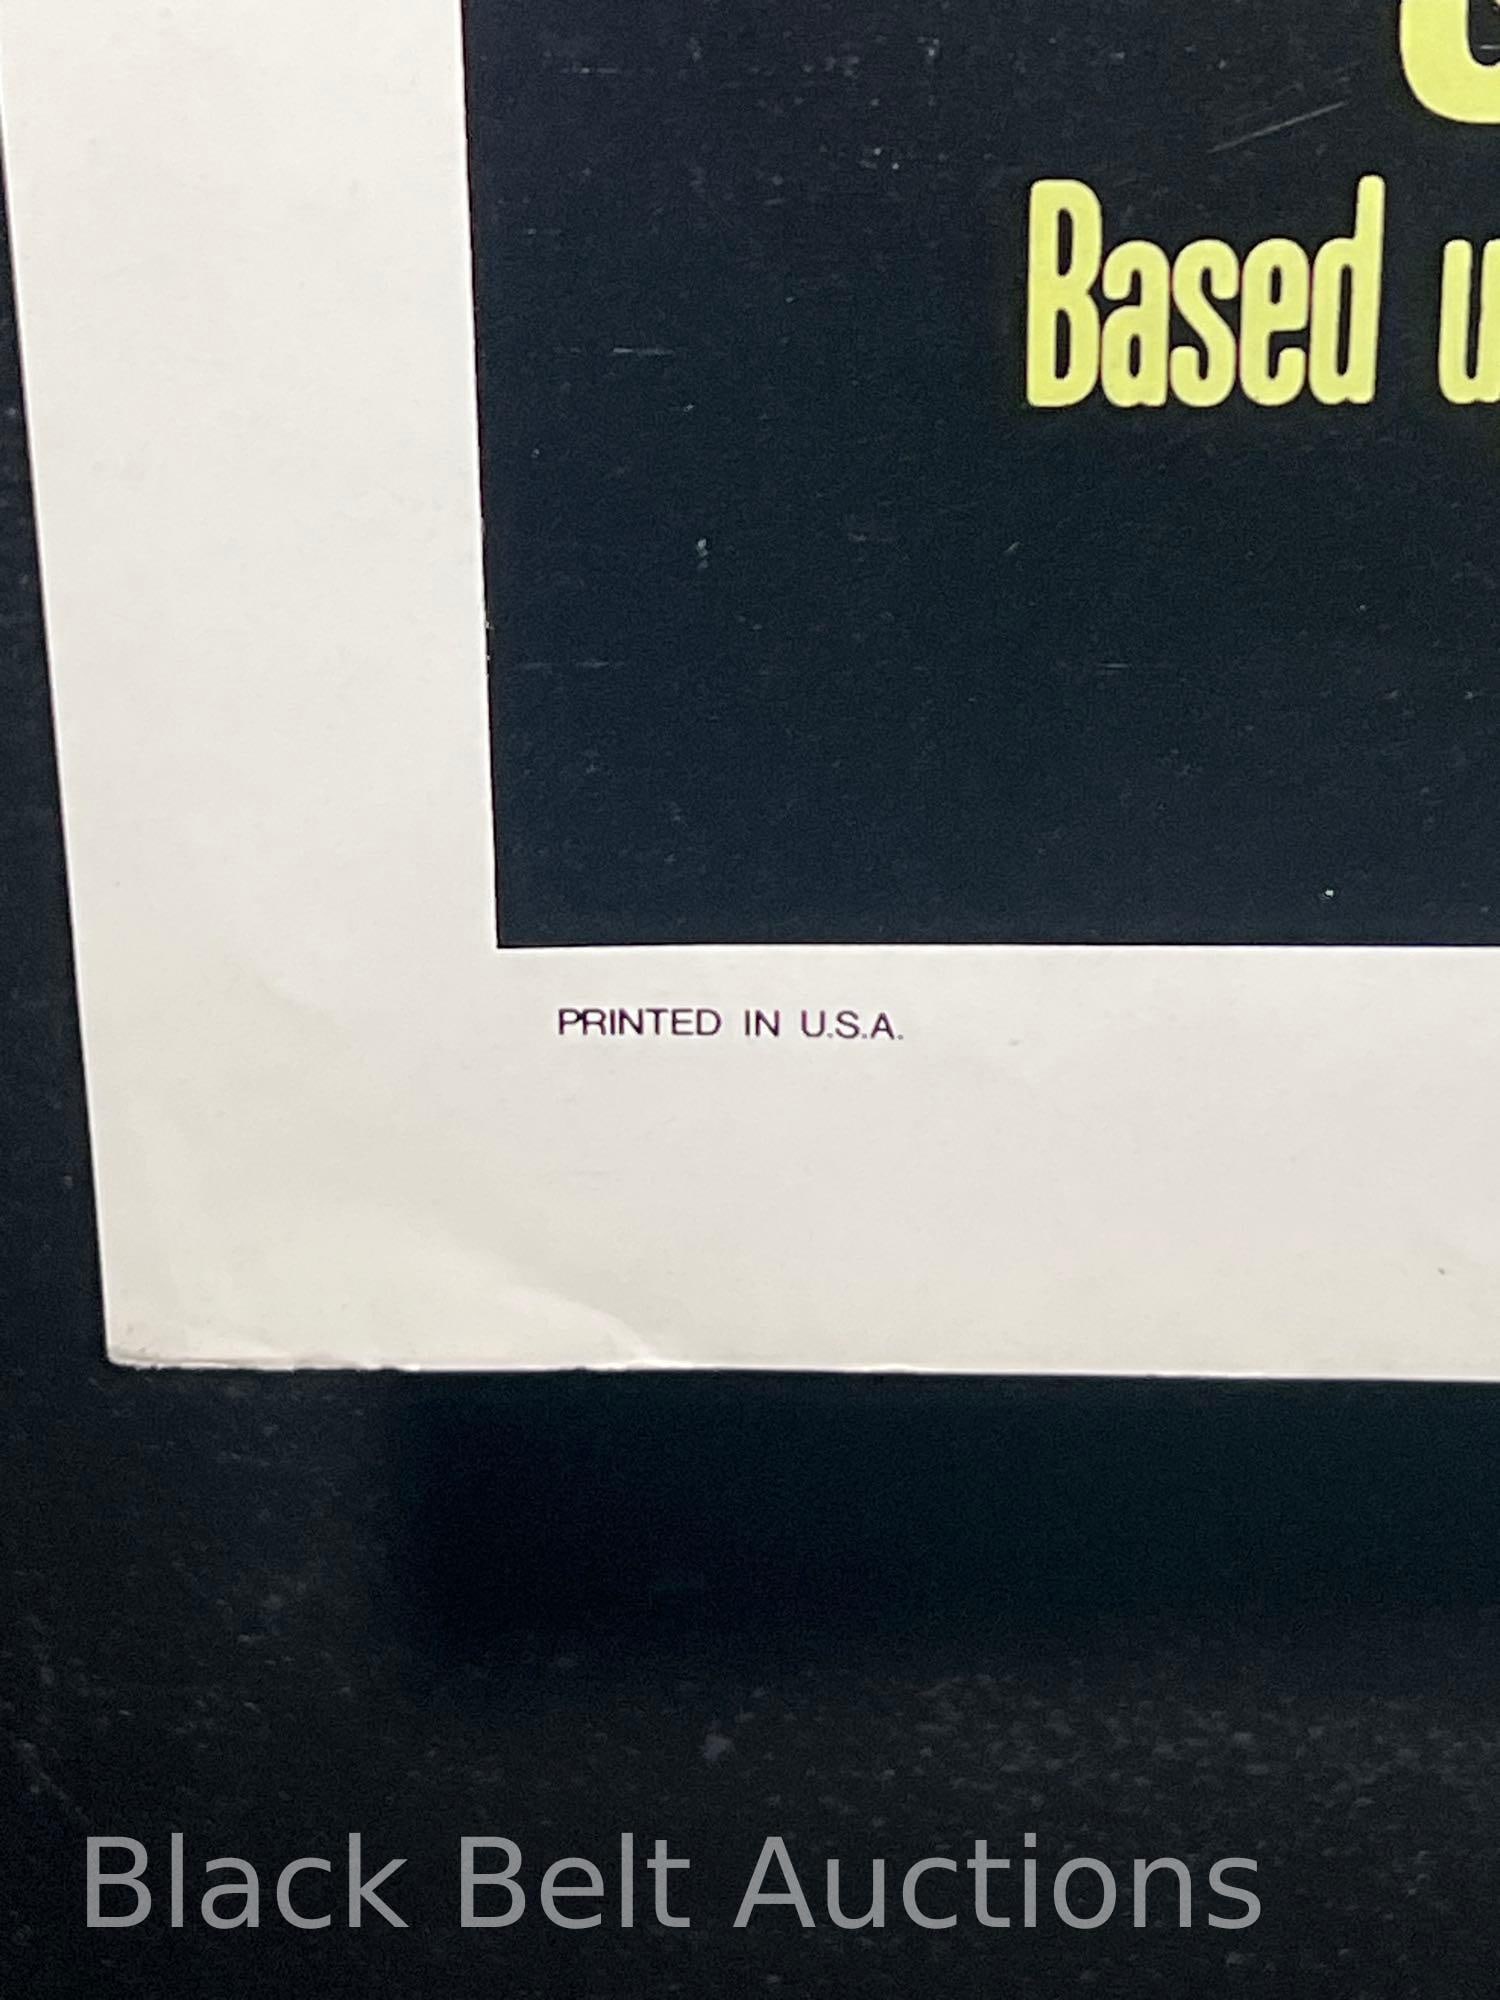 Based
PRINTED IN U.S.A.
Black Belt Auctions